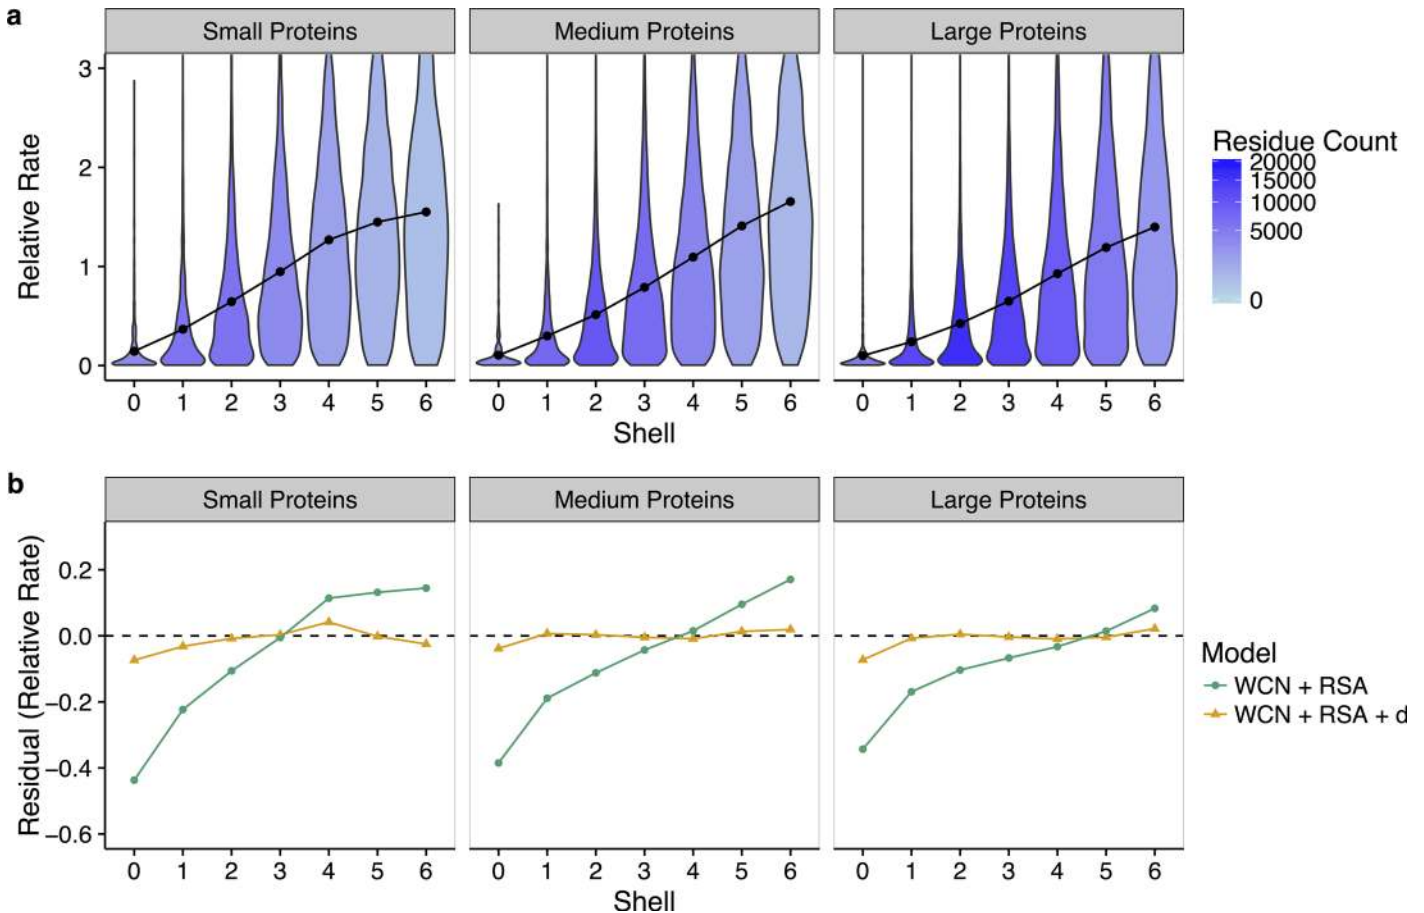 a
Small Proteins Medium Proteins Large Proteins
Relative Rate
3
2
1
0
0 1 2 3 4 5 6 0 1 2 3 4 5 6 0 1 2 3 4 5 6
Shell
Residue Count
20000
15000
10000
5000
0
b
Small Proteins Medium Proteins Large Proteins
Residual (Relative Rate)
0.2
0.0
−0.2
−0.4
−0.6
0 1 2 3 4 5 6 0 1 2 3 4 5 6 0 1 2 3 4 5 6
Shell
Model
WCN + RSA
WCN + RSA + d